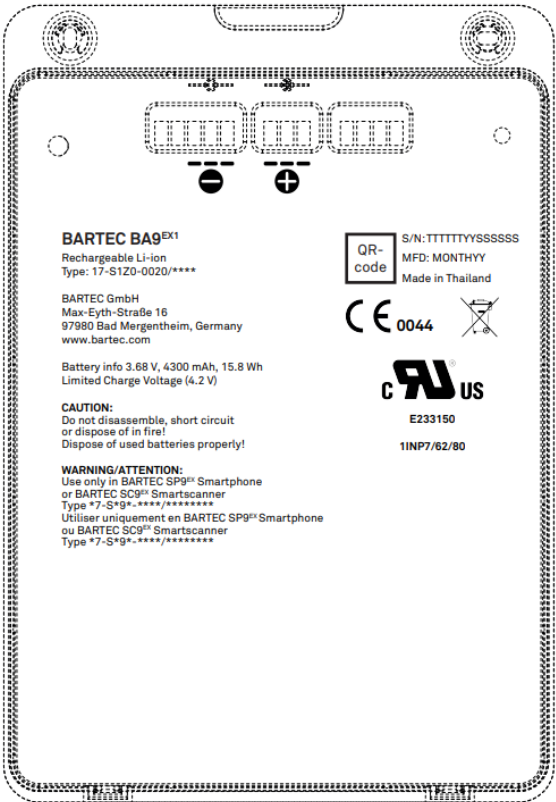 BARTEC BA9EX1
Rechargeable Li-ion
Type: 17-S1Z0-0020/****
BARTEC GmbH
Max-Eyth-Straße 16
97980 Bad Mergentheim, Germany
www.bartec.com
Battery info 3.68 V, 4300 mAh, 15.8 Wh
Limited Charge Voltage (4.2 V)
CAUTION:
Do not disassemble, short circuit
or dispose of in fire!
Dispose of used batteries properly!
WARNING/ATTENTION:
Use only in BARTEC SP9EX Smartphone
or BARTEC SC9EX Smartscanner
Type *7-S*9*-****/********
Utiliser uniquement en BARTEC SP9EX Smartphone
ou BARTEC SC9EX Smartscanner
Type *7-S*9*-****/********
QR-
code
S/N: TTTTTTYYSSSSSS
MFD: MONTHYY
Made in Thailand
CE 0044
c RU US ®
E233150
1INP7/62/80